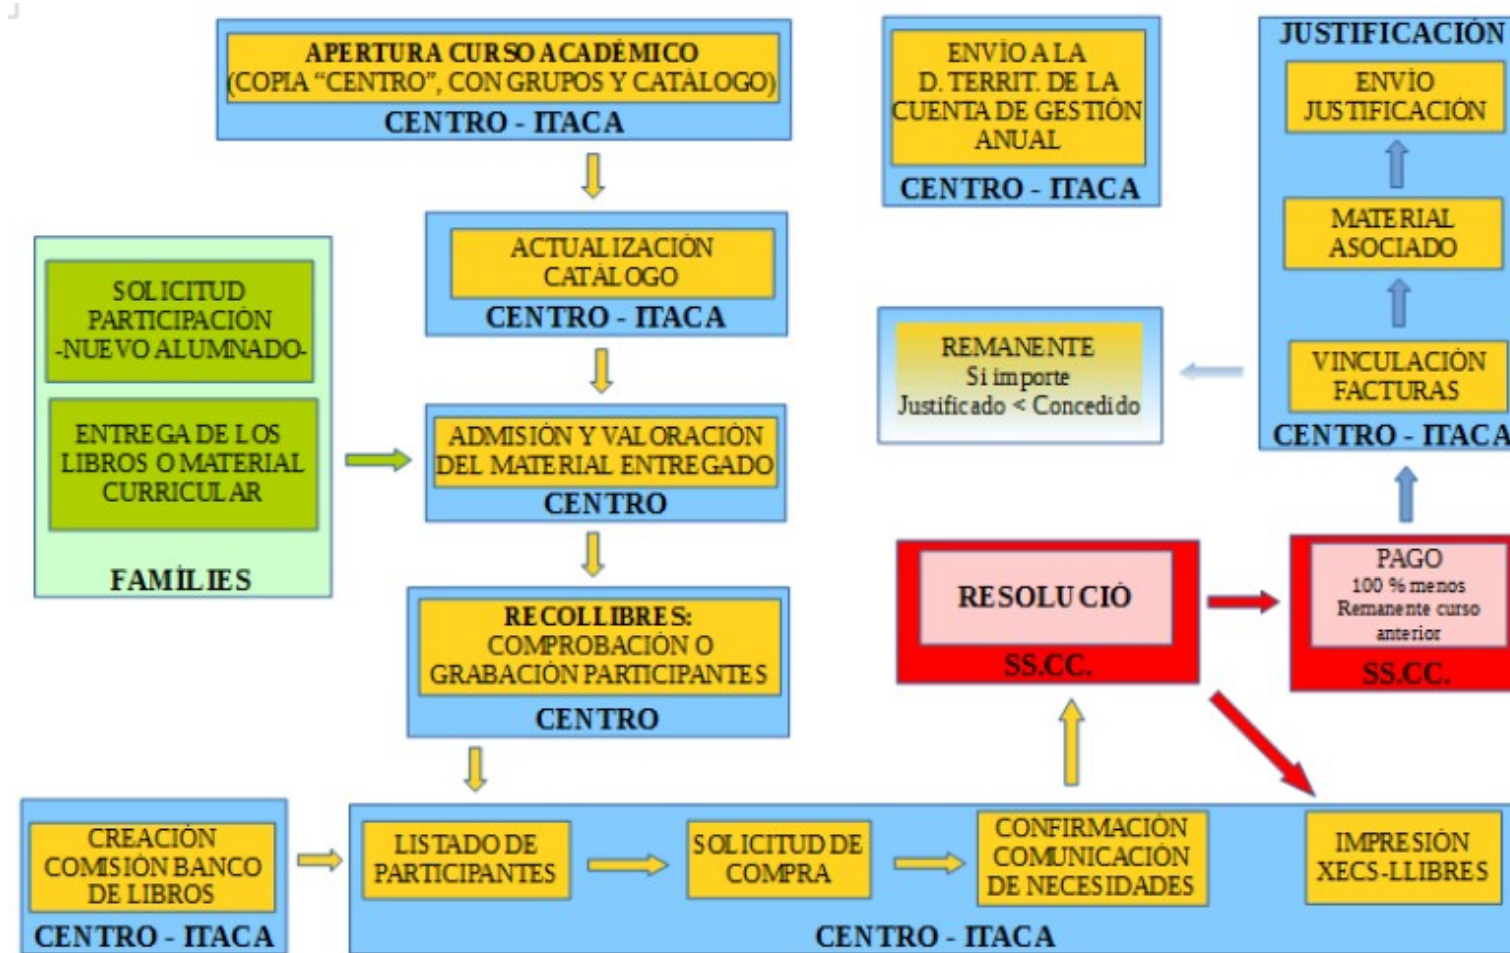 APERTURA CURSO ACADÉMICO
(COPIA “CENTRO”, CON GRUPOS Y CATÁLOGO)
CENTRO - ITACA
ACTUALIZACIÓN
CATÁLOGO
CENTRO - ITACA
SOLICITUD
PARTICIPACIÓN
-NUEVO ALUMNADO-
ENTREGA DE LOS
LIBROS O MATERIAL
CURRICULAR
FAMÍLIES
ADMISIÓN Y VALORACIÓN
DEL MATERIAL ENTREGADO
CENTRO
RECOLLIBRES:
COMPROBACIÓN O
GRABACIÓN PARTICIPANTES
CENTRO
CREACIÓN
COMISIÓN BANCO
DE LIBROS
CENTRO - ITACA
LISTADO DE
PARTICIPANTES
SOLICITUD DE
COMPRA
CONFIRMACIÓN
COMUNICACIÓN
DE NECESIDADES
IMPRESIÓN
XECS-LLIBRES
CENTRO - ITACA
RESOLUCIÓ
SS.CC.
PAGO
100 % menos
Remanente curso
anterior
SS.CC.
JUSTIFICACIÓN
ENVÍO
JUSTIFICACIÓN
MATERIAL
ASOCIADO
VINCULACIÓN
FACTURAS
CENTRO - ITACA
REMANENTE
Si importe
Justificado < Concedido
ENVÍO A LA
D. TERRIT. DE LA
CUENTA DE GESTIÓN
ANUAL
CENTRO - ITACA